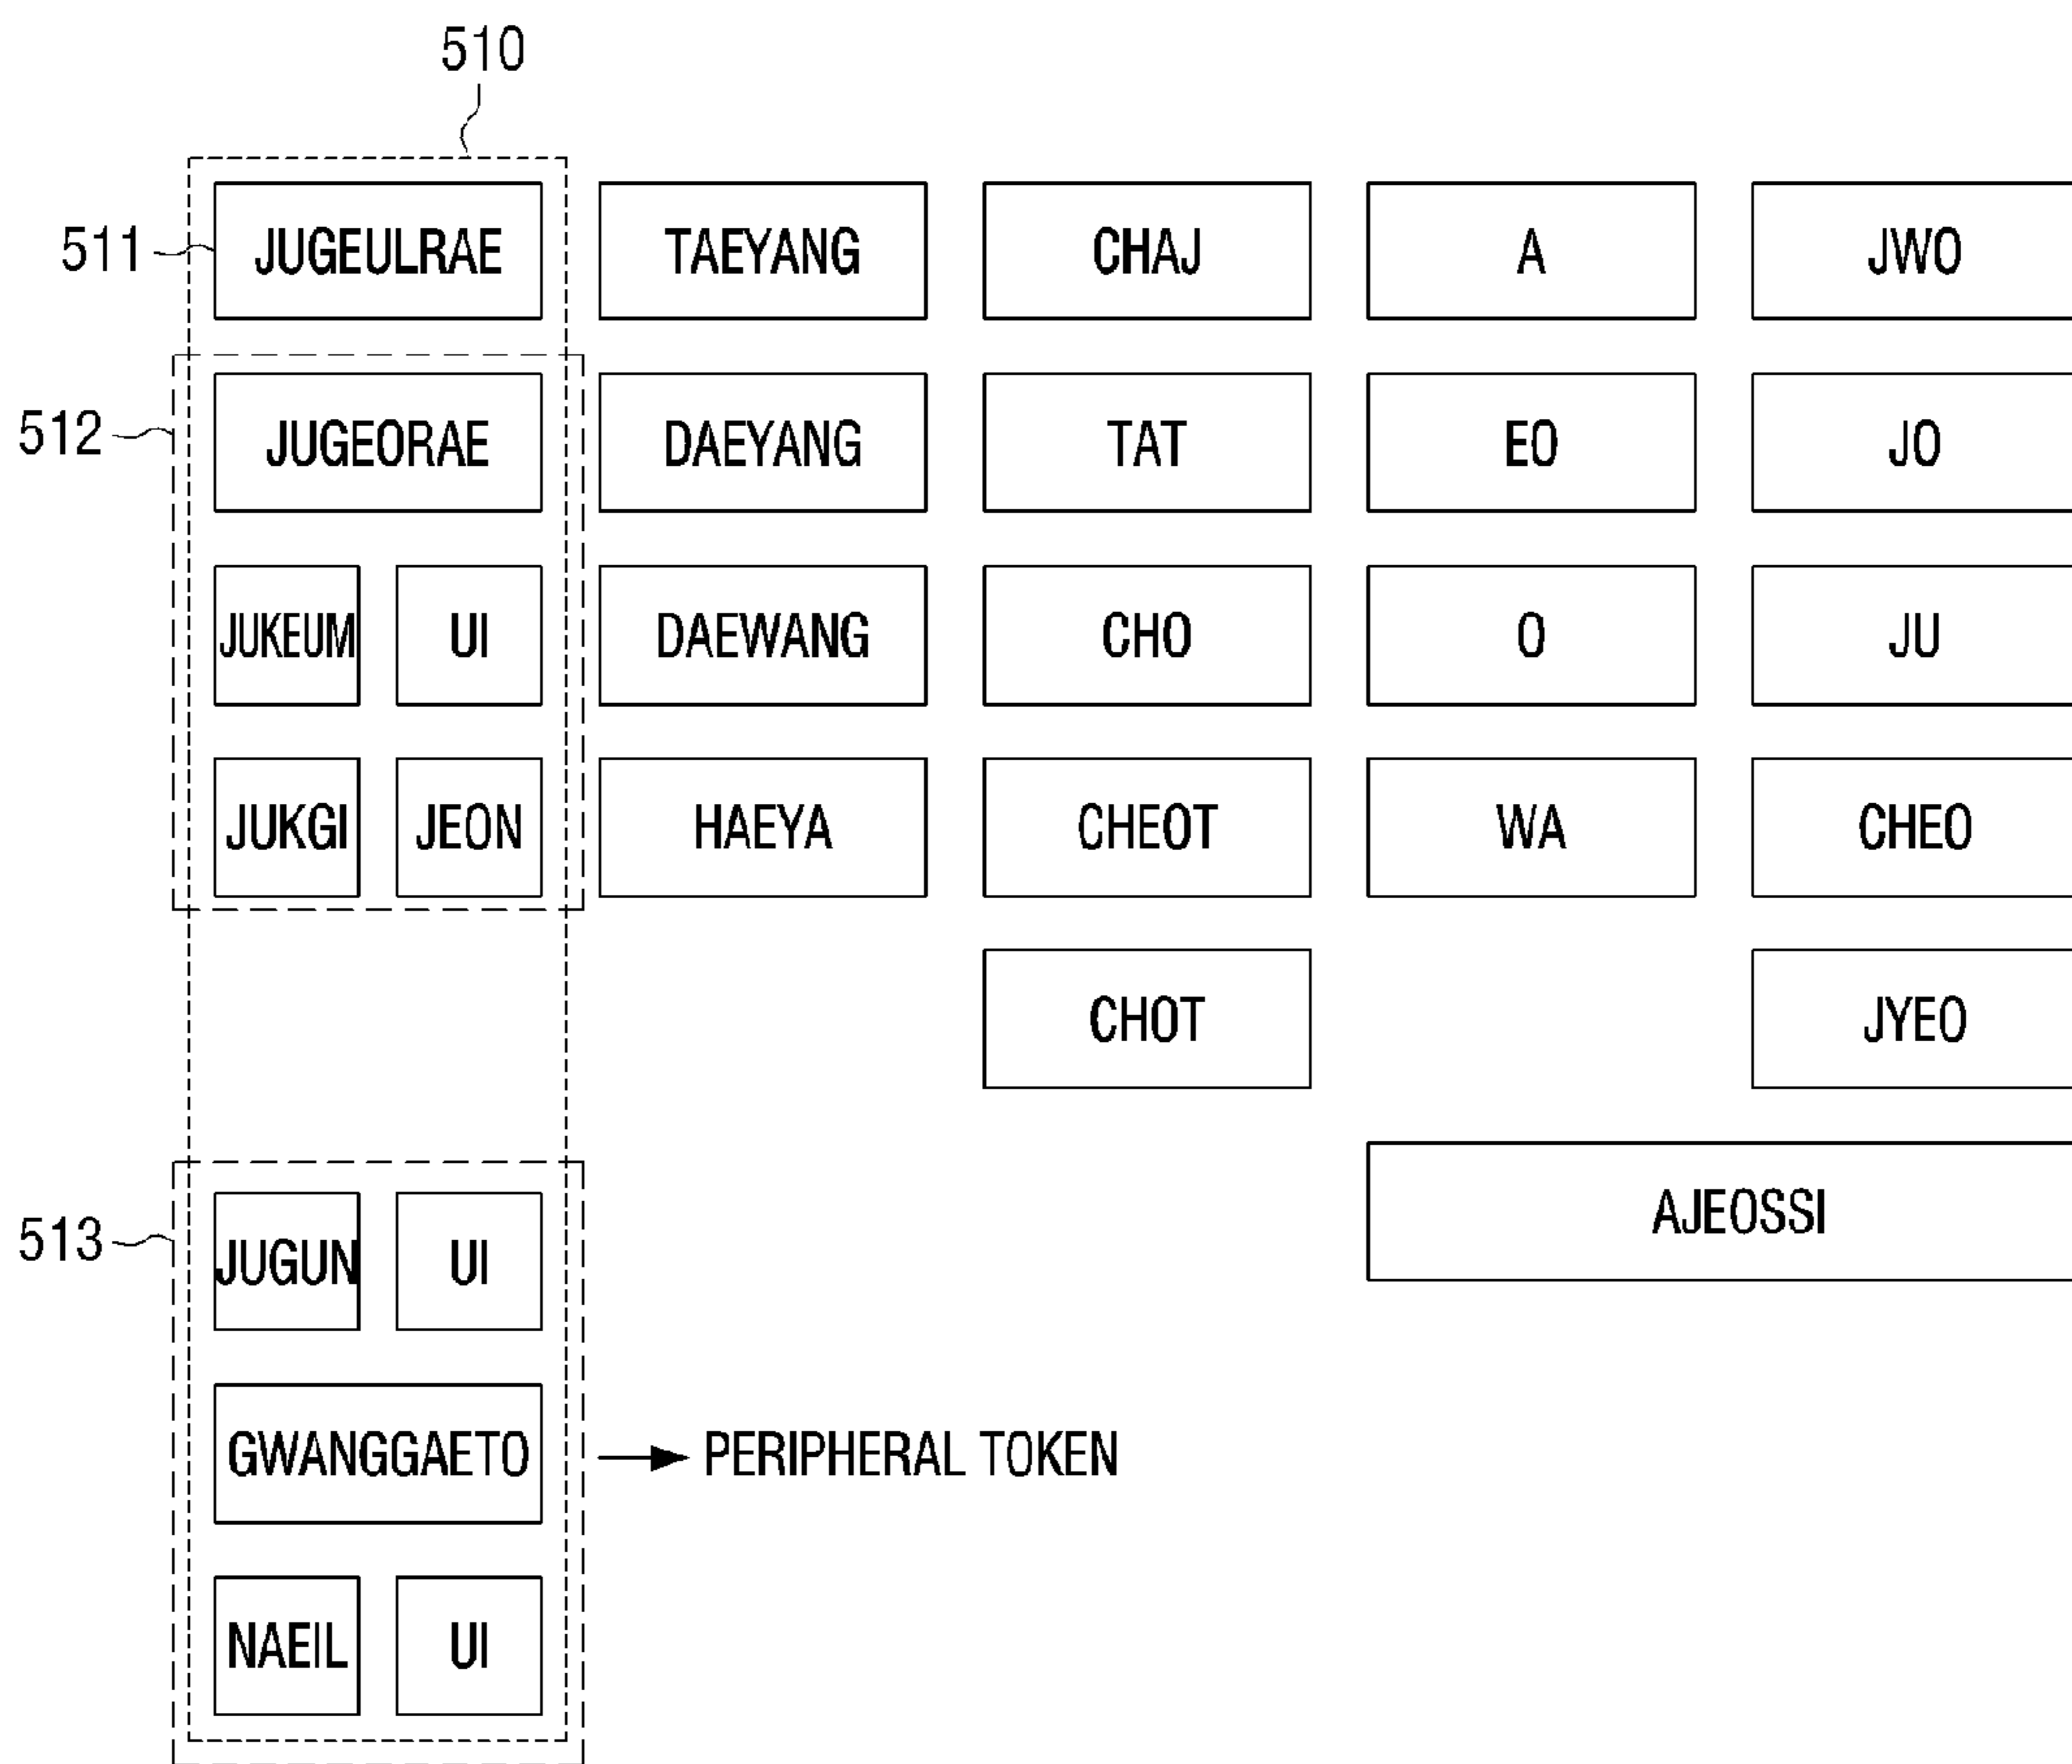 510
511 JUGEULRAE TAEYANG CHAJ A JWO
512 JUGEORAE DAEYANG TAT EO JO
JUKEUM UI DAEWANG CHO O JU
JUKGI JEON HAEYA CHEOT WA CHEO
CHOT JYEO
AJEOSSI
513 JUGUN UI
GWANGGAETO PERIPHERAL TOKEN
NAEIL UI